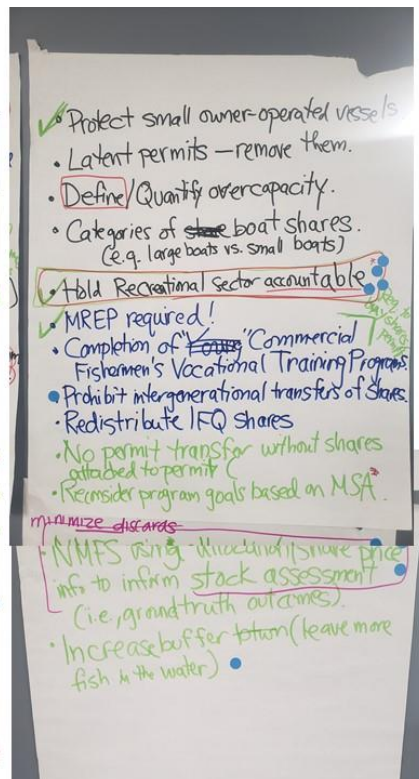 • Protect small owner-operated vessels
• Latent permits – remove them.
• Define/Quantify overcapacity.
• Categories of boat shares.
(e.g. large boats vs. small boats)
• Hold Recreational Sector accountable
• MREP required!
• Completion of " " Commercial
Fishermen's Vocational Training Program.
• Prohibit intergenerational transfers of shares.
• Redistribute IFQ shares
• No permit transfer without shares
attached to permit
• Reconsider program goals based on MSA
minimize discards
• NMFS using price
info to inform stock assessment
(i.e., ground truth outcomes).
• Increase buffer (leave more
fish in the water)